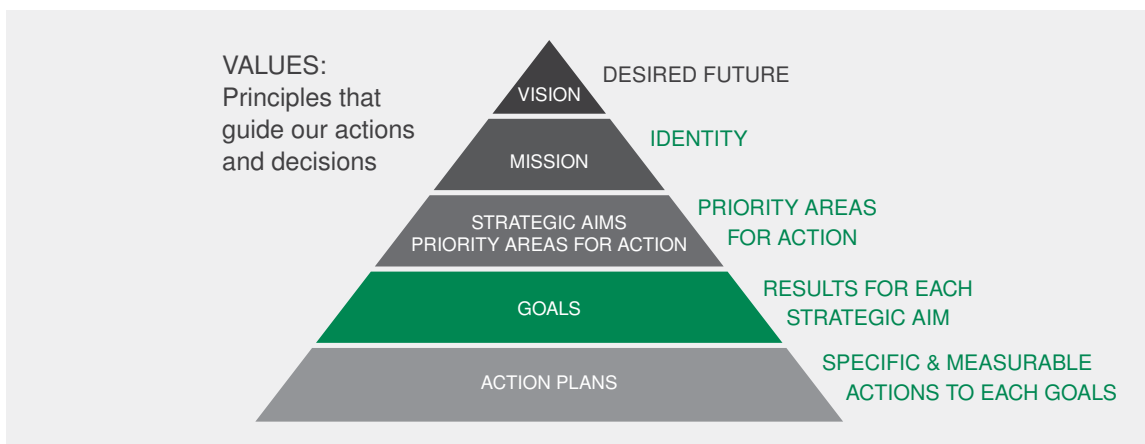 VALUES:
Principles that
guide our actions
and decisions
VISION
DESIRED FUTURE
MISSION
IDENTITY
STRATEGIC AIMS
PRIORITY AREAS FOR ACTION
PRIORITY AREAS
FOR ACTION
GOALS
RESULTS FOR EACH
STRATEGIC AIM
ACTION PLANS
SPECIFIC & MEASURABLE
ACTIONS TO EACH GOALS